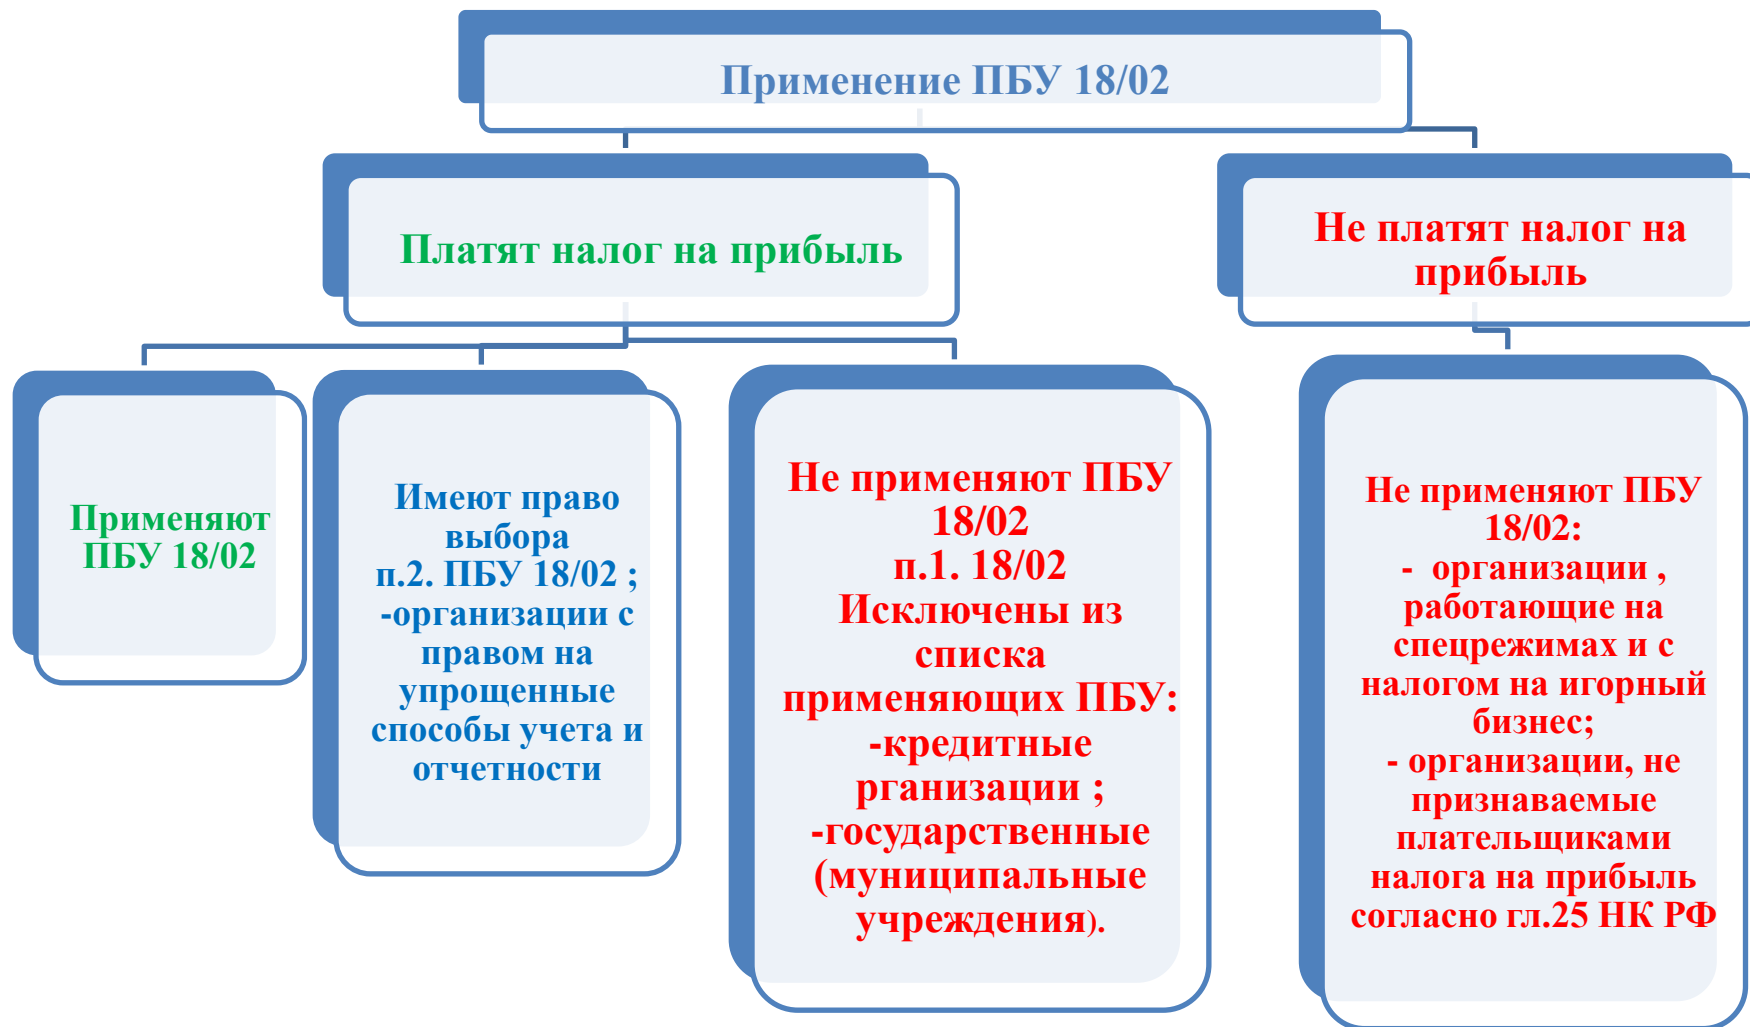 Применение ПБУ 18/02
Платят налог на прибыль
Не платят налог на
прибыль
Применяют
ПБУ 18/02
Имеют право
выбора
п.2. ПБУ 18/02 ;
-организации с
правом на
упрощенные
способы учета и
отчетности
Не применяют ПБУ
18/02
п.1. 18/02
Исключены из
списка
применяющих ПБУ:
-кредитные
рганизации ;
-государственные
(муниципальные
учреждения).
Не применяют ПБУ
18/02:
- организации ,
работающие на
спецрежимах и с
налогом на игорный
бизнес;
- организации, не
признаваемые
плательщиками
налога на прибыль
согласно гл.25 НК РФ